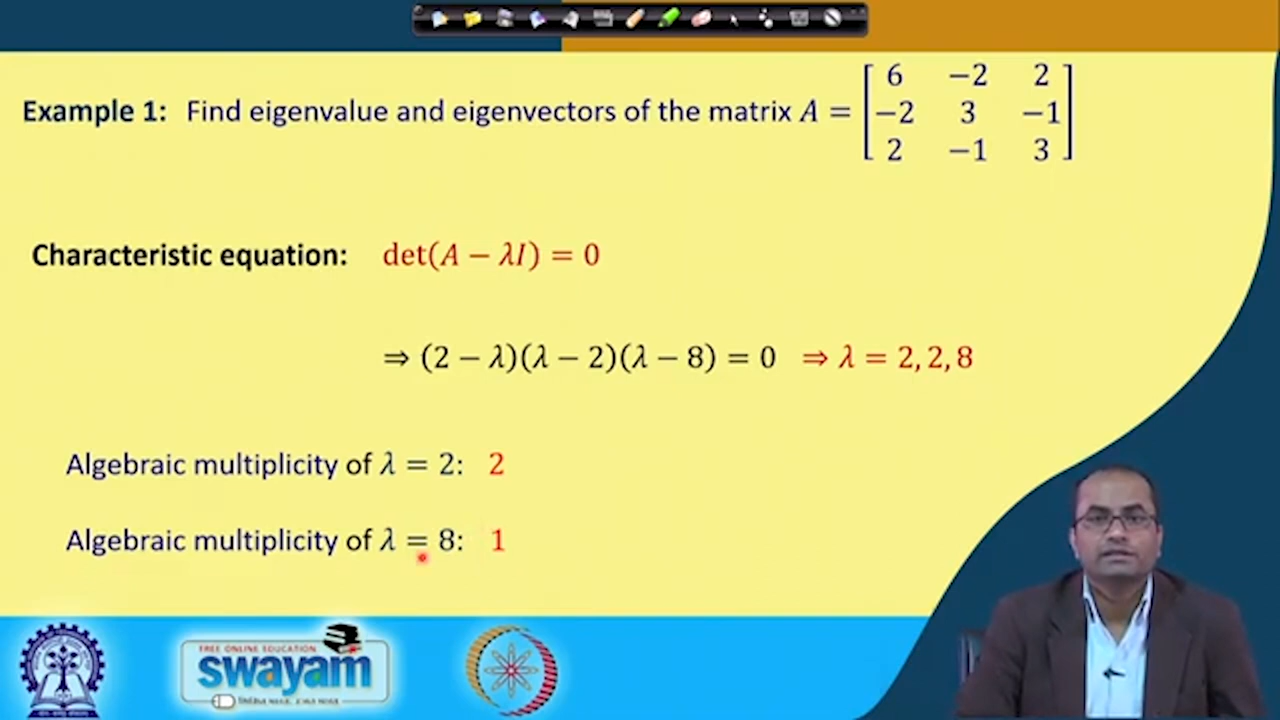 Example 1: Find eigenvalue and eigenvectors of the matrix A = [6 −2 2
−2 3 −1
2 −1 3]
Characteristic equation: det(A − λI) = 0
⇒ (2 − λ)(λ − 2)(λ − 8) = 0 ⇒ λ = 2, 2, 8
Algebraic multiplicity of λ = 2: 2
Algebraic multiplicity of λ = 8: 1
FREE ONLINE EDUCATION
swayam